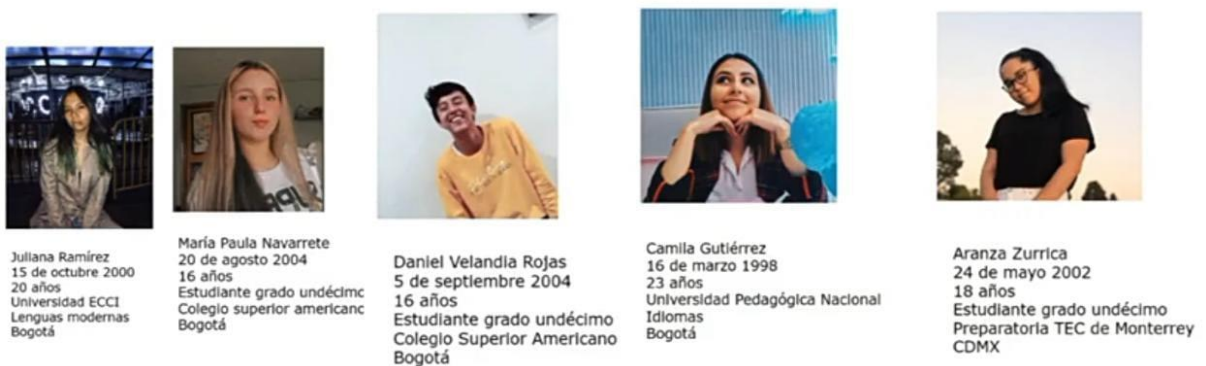 Juliana Ramírez
15 de octubre 2000
20 años
Universidad ECCI
Lenguas modernas
Bogotá
María Paula Navarrete
20 de agosto 2004
16 años
Estudiante grado undécimo
Colegio superior americano
Bogotá
Daniel Velandia Rojas
5 de septiembre 2004
16 años
Estudiante grado undécimo
Colegio Superior Americano
Bogotá
Camila Gutiérrez
16 de marzo 1998
23 años
Universidad Pedagógica Nacional
Idiomas
Bogotá
Aranza Zurrica
24 de mayo 2002
18 años
Estudiante grado undécimo
Preparatoria TEC de Monterrey
CDMX